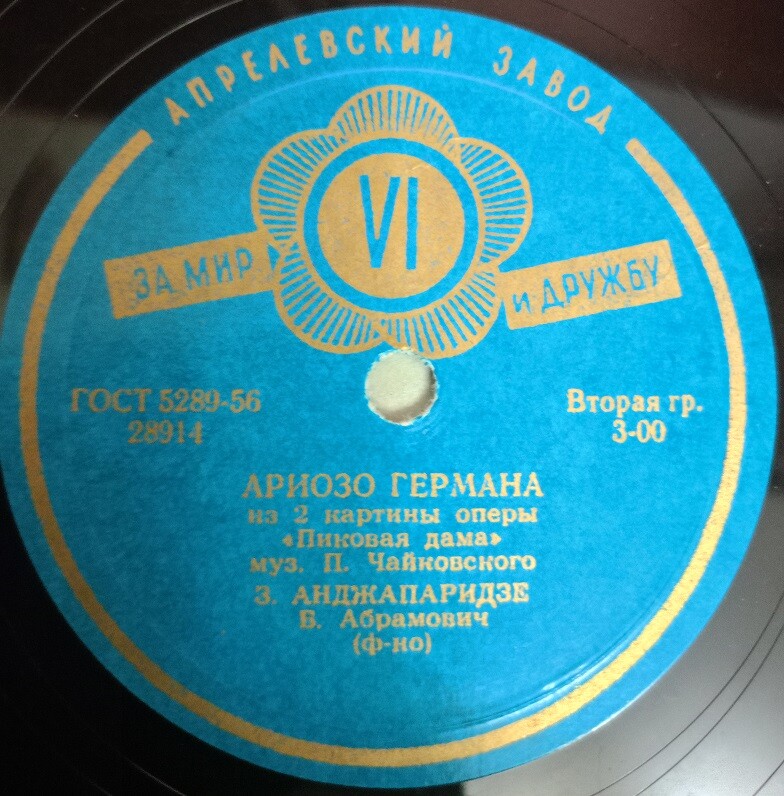 АПРЕЛЕВСКИЙ ЗАВОД
VI
ЗА МИР
И ДРУЖБУ
ГОСТ 5289-56
28914
Вторая гр.
3-00
АРИОЗО ГЕРМАНА
из 2 картины оперы
«Пиковая дама»
муз. П. Чайковского
З. АНДЖАПАРИДЗЕ
Б. Абрамович
(ф-но)